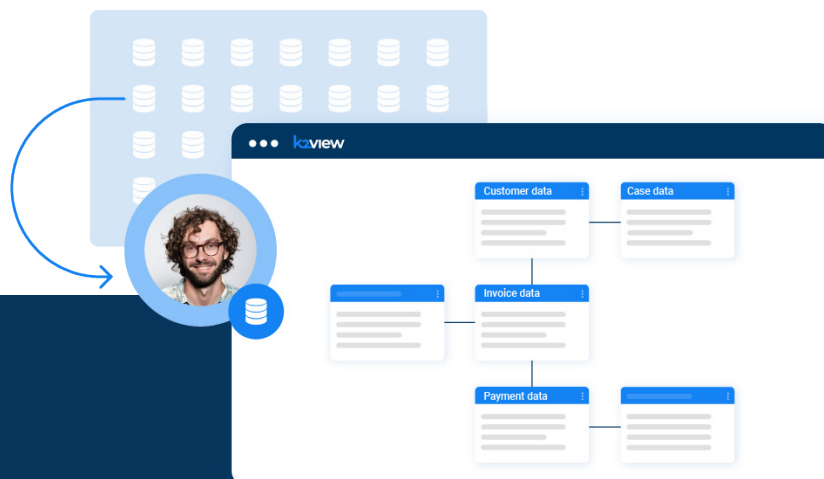 k2view
Customer data
Case data
Invoice data
Payment data